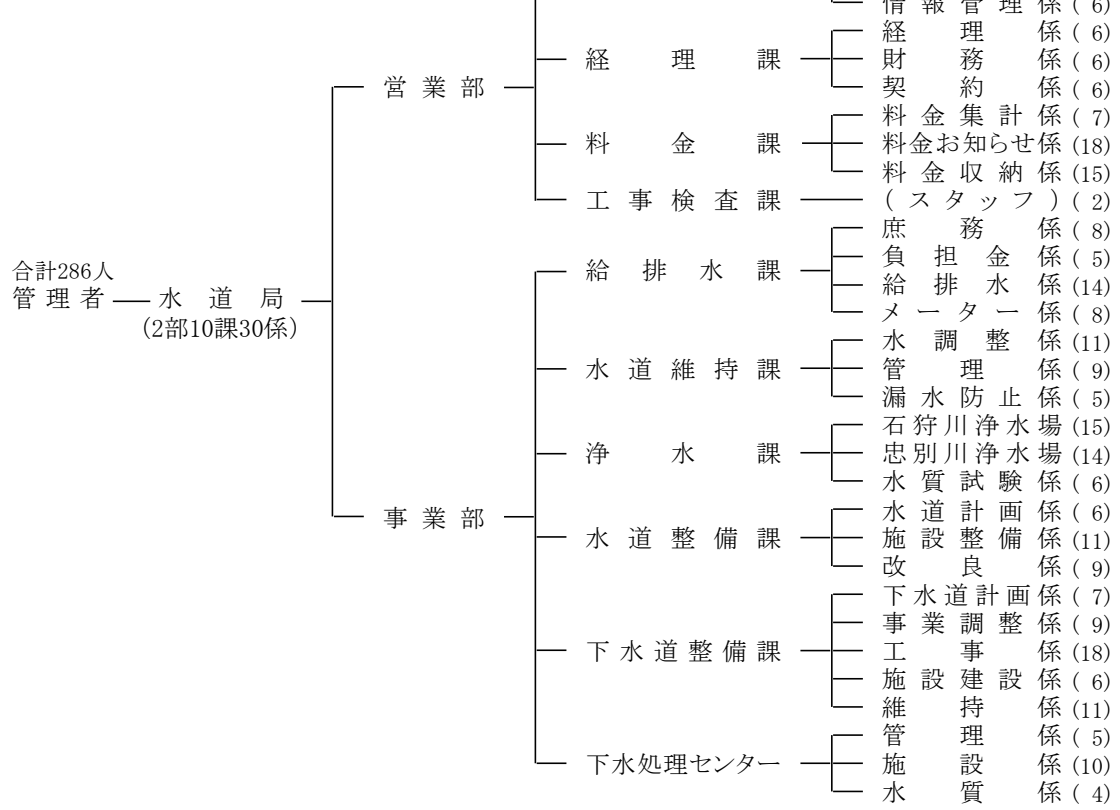 情報管理係( 6)
経理係( 6)
経理課
財務係( 6)
営業部
契約係( 6)
料金集計係( 7)
料金課
料金お知らせ係(18)
料金収納係(15)
工事検査課
(スタッフ)( 2)
庶務係( 8)
合計286人
給排水課
負担金係( 5)
管理者
水道局
給排水係(14)
(2部10課30係)
メーター係( 8)
水調整係(11)
水道維持課
管理係( 9)
漏水防止係( 5)
石狩川浄水場(15)
浄水課
忠別川浄水場(14)
水質試験係( 6)
事業部
水道計画係( 6)
水道整備課
施設整備係(11)
改良係( 9)
下水道計画係( 7)
事業調整係( 9)
下水道整備課
工事係(18)
施設建設係( 6)
維持係(11)
管理係( 5)
下水処理センター
施設係(10)
水質係( 4)